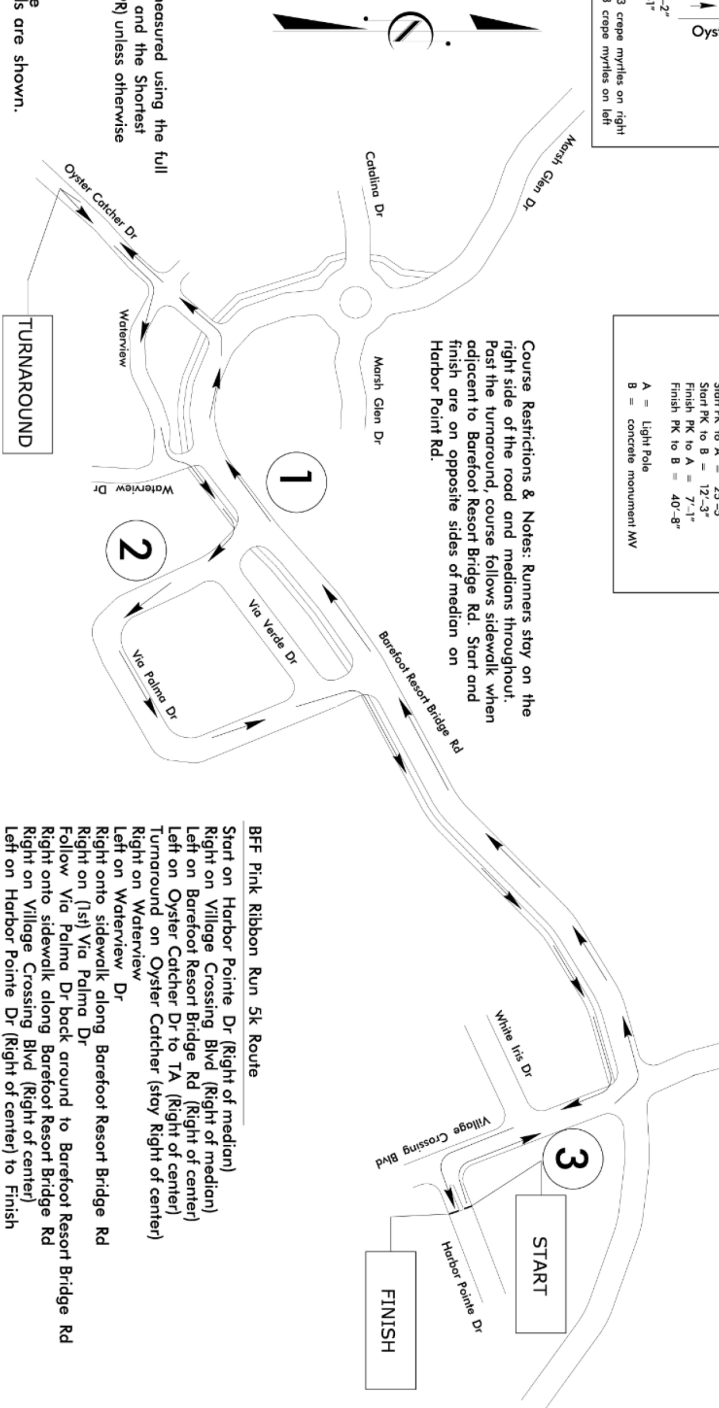 Oyst
-2"
-1"
3 crepe myrtles on right
3 crepe myrtles on left
Start PK to A = 25'-5
Start PK to B = 12'-3"
Finish PK to A = 7'-1"
Finish PK to B = 40'-8"
A = Light Pole
B = concrete monument MV
easured using the full
and the Shortest
PR) unless otherwise
ls are shown.
Marsh Glen Dr
Catalina Dr
Marsh Glen Dr
Oyster Catcher Dr
Waterview
TURNAROUND
Waterview Dr
1
2
Via Verde Dr
Via Palma Dr
Barefoot Resort Bridge Rd
Course Restrictions & Notes: Runners stay on the
right side of the road and medians throughout.
Past the turnaround, course follows sidewalk when
adjacent to Barefoot Resort Bridge Rd. Start and
finish are on opposite sides of median on
Harbor Point Rd.
White Iris Dr
Village Crossing
Blvd
3
START
FINISH
Harbor Pointe Dr
BFF Pink Ribbon Run 5k Route
Start on Harbor Pointe Dr (Right of median)
Right on Village Crossing Blvd (Right of median)
Left on Barefoot Resort Bridge Rd (Right of center)
Left on Oyster Catcher Dr to TA (Right of center)
Turnaround on Oyster Catcher (stay Right of center)
Right on Waterview
Left on Waterview Dr
Right onto sidewalk along Barefoot Resort Bridge Rd
Right on (1st) Via Palma Dr
Follow Via Palma Dr back around to Barefoot Resort Bridge Rd
Right onto sidewalk along Barefoot Resort Bridge Rd
Right on Village Crossing Blvd (Right of center)
Left on Harbor Pointe Dr (Right of center) to Finish